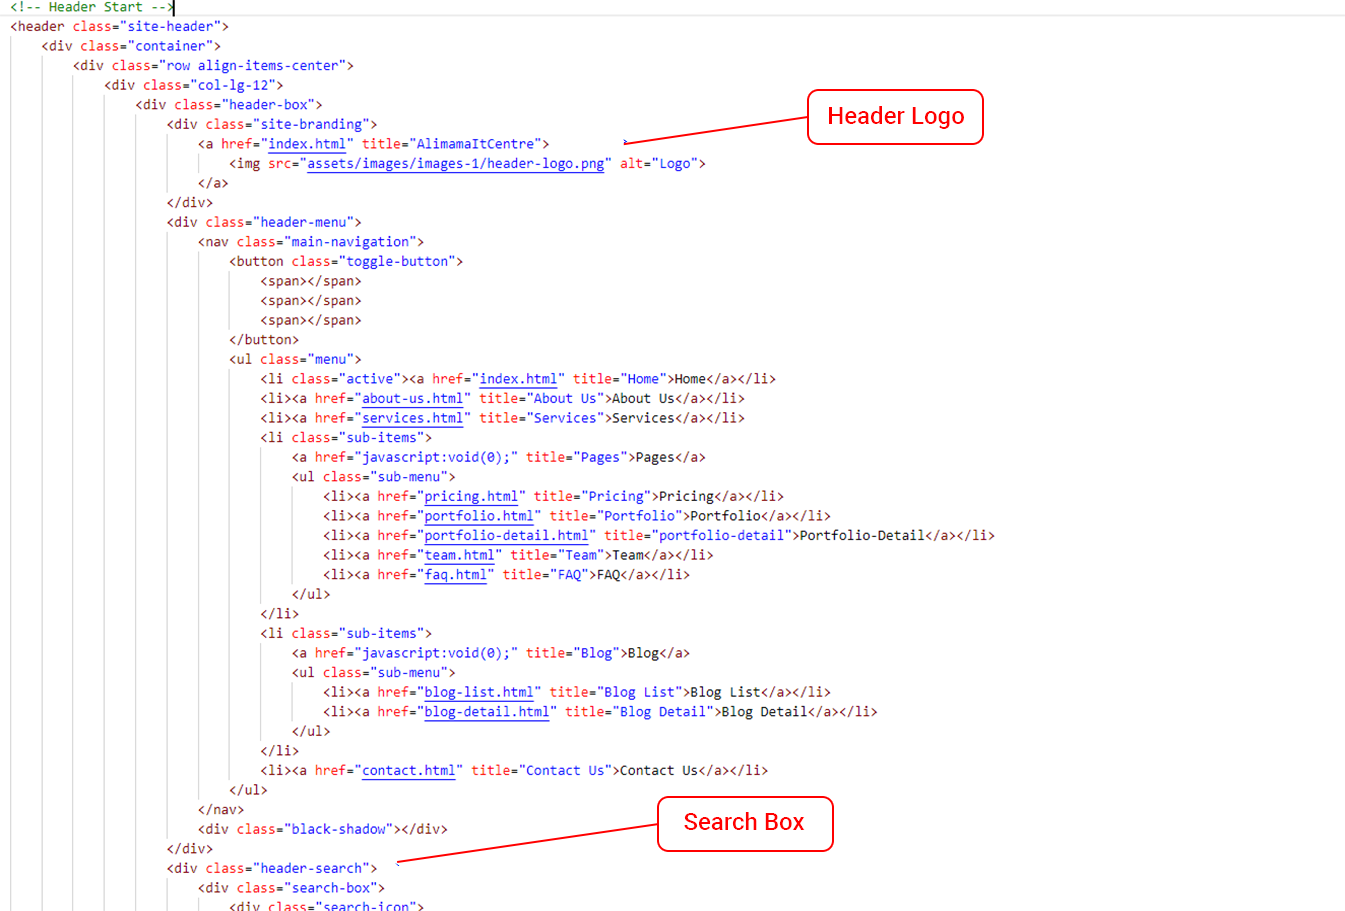 <!-- Header Start -->
<header class="site-header">
<div class="container">
<div class="row align-items-center">
<div class="col-lg-12">
<div class="header-box">
<div class="site-branding">
Header Logo
<a href="index.html" title="AlimamaItCentre">
<img src="assets/images/images-1/header-logo.png" alt="Logo">
</a>
</div>
<div class="header-menu">
<nav class="main-navigation">
<button class="toggle-button">
<span></span>
<span></span>
<span></span>
</button>
<ul class="menu">
<li class="active"><a href="index.html" title="Home">Home</a></li>
<li><a href="about-us.html" title="About Us">About Us</a></li>
<li><a href="services.html" title="Services">Services</a></li>
<li class="sub-items">
<a href="javascript:void(0);" title="Pages">Pages</a>
<ul class="sub-menu">
<li><a href="pricing.html" title="Pricing">Pricing</a></li>
<li><a href="portfolio.html" title="Portfolio">Portfolio</a></li>
<li><a href="portfolio-detail.html" title="portfolio-detail">Portfolio-Detail</a></li>
<li><a href="team.html" title="Team">Team</a></li>
<li><a href="faq.html" title="FAQ">FAQ</a></li>
</ul>
</li>
<li class="sub-items">
<a href="javascript:void(0);" title="Blog">Blog</a>
<ul class="sub-menu">
<li><a href="blog-list.html" title="Blog List">Blog List</a></li>
<li><a href="blog-detail.html" title="Blog Detail">Blog Detail</a></li>
</ul>
</li>
<li><a href="contact.html" title="Contact Us">Contact Us</a></li>
</ul>
</nav>
Search Box
<div class="black-shadow"></div>
</div>
<div class="header-search">
<div class="search-box">
<div class="search-icon">